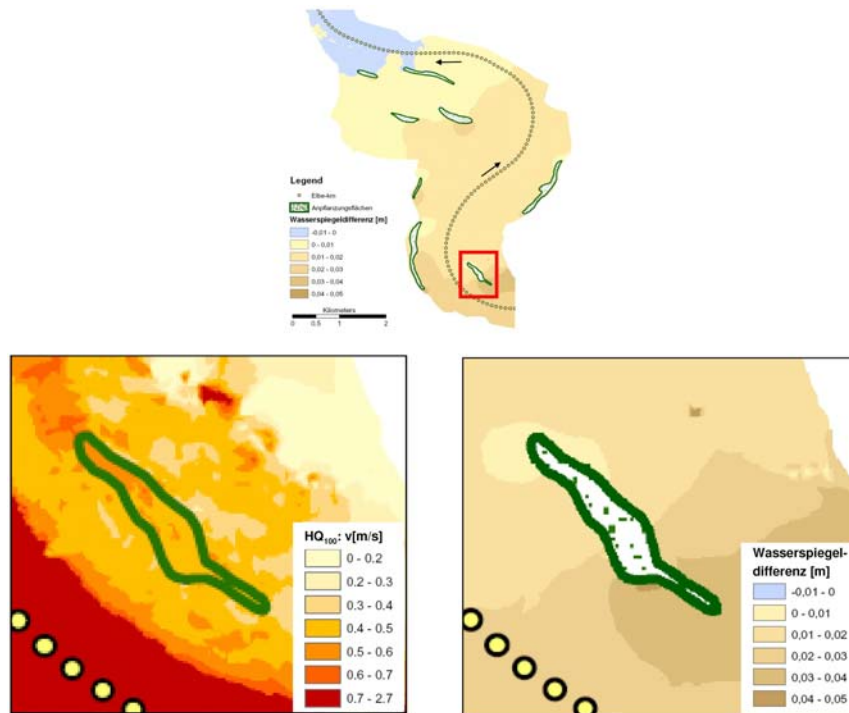 Legend
Elbe-km
Anpflanzungsflächen
Wasserspiegeldifferenz [m]
-0,01 - 0
0 - 0,01
0,01 - 0,02
0,02 - 0,03
0,03 - 0,04
0,04 - 0,05
Kilometers
0 0,5 1 2
HQ100: v[m/s]
0 - 0.2
0.2 - 0.3
0.3 - 0.4
0.4 - 0.5
0.5 - 0.6
0.6 - 0.7
0.7 - 2.7
Wasserspiegel-
differenz [m]
-0,01 - 0
0 - 0,01
0,01 - 0,02
0,02 - 0,03
0,03 - 0,04
0,04 - 0,05